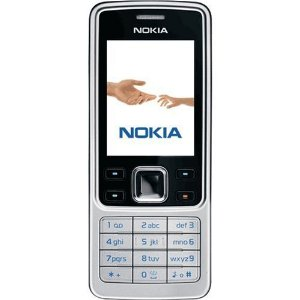 NOKIA
NOKIA
1 2 abc 3 def
4 ghi 5 jkl 6 mno
7 pqrs 8 tuv 9 wxyz
* + 0 #